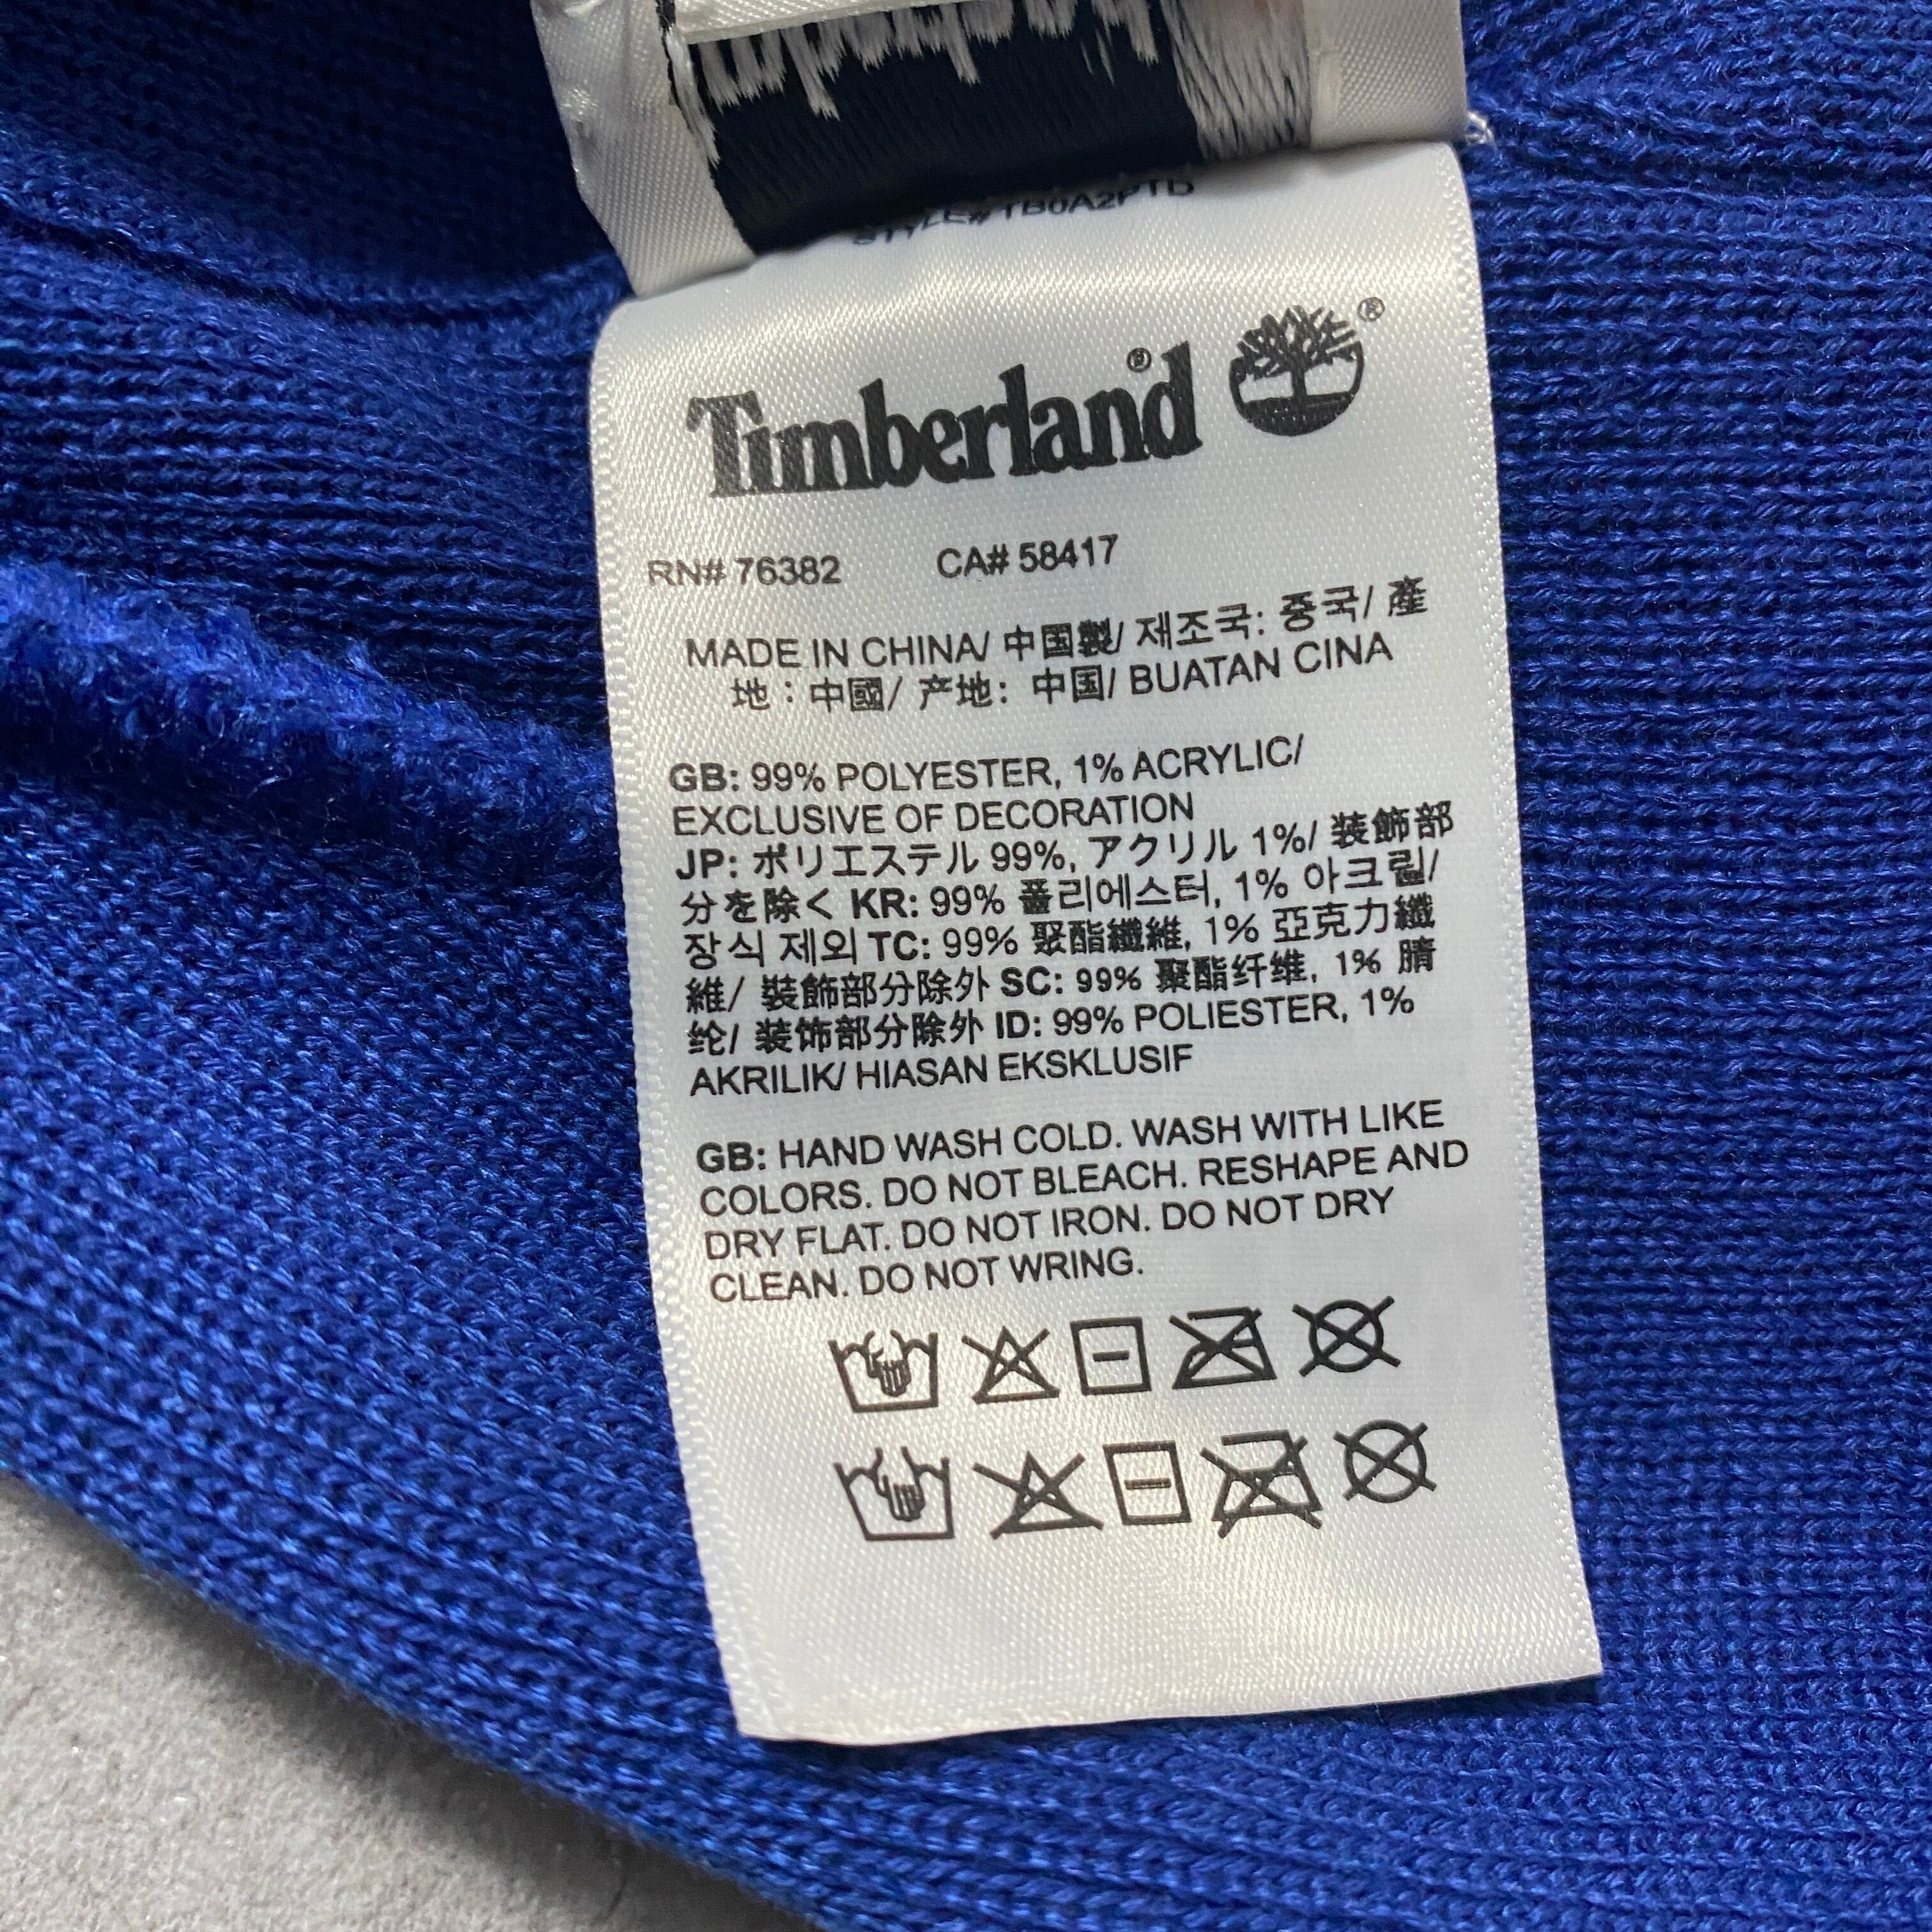 STYLE# TB0A2PTD
Timberland® ®
RN# 76382 CA# 58417
MADE IN CHINA/ 中国製/ 제조국: 중국/ 產
地：中國/ 产地: 中国/ BUATAN CINA
GB: 99% POLYESTER, 1% ACRYLIC/
EXCLUSIVE OF DECORATION
JP: ポリエステル 99%, アクリル 1%/ 装飾部
分を除く KR: 99% 폴리에스터, 1% 아크릴/
장식 제외 TC: 99% 聚酯纖維, 1% 亞克力纖
維/ 裝飾部分除外 SC: 99% 聚酯纤维, 1% 腈
纶/ 装饰部分除外 ID: 99% POLIESTER, 1%
AKRILIK/ HIASAN EKSKLUSIF
GB: HAND WASH COLD. WASH WITH LIKE
COLORS. DO NOT BLEACH. RESHAPE AND
DRY FLAT. DO NOT IRON. DO NOT DRY
CLEAN. DO NOT WRING.